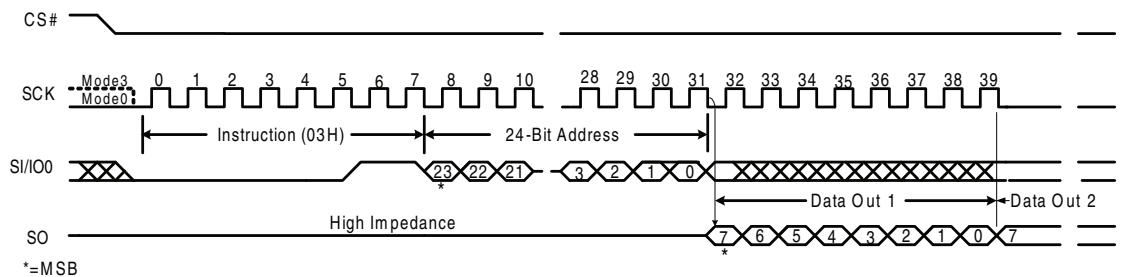 CS#
SCK Mode3 0 1 2 3 4 5 6 7 8 9 10 28 29 30 31 32 33 34 35 36 37 38 39
Mode0
Instruction (03H) 24-Bit Address
SI/IO0 23 22 21 3 2 1 0
*
Data Out 1 Data Out 2
High Impedance
SO 7 6 5 4 3 2 1 0 7
*
*=MSB